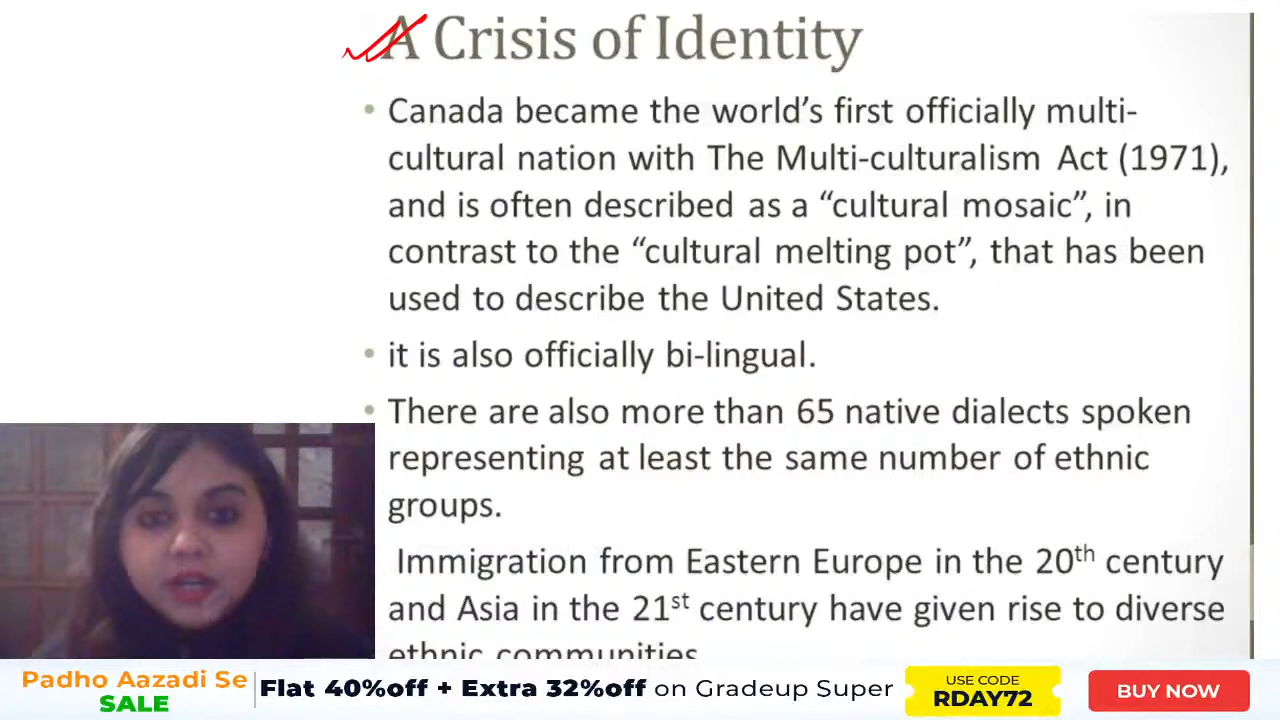 A Crisis of Identity
• Canada became the world's first officially multi-
cultural nation with The Multi-culturalism Act (1971),
and is often described as a “cultural mosaic”, in
contrast to the “cultural melting pot”, that has been
used to describe the United States.
• it is also officially bi-lingual.
• There are also more than 65 native dialects spoken
representing at least the same number of ethnic
groups.
Immigration from Eastern Europe in the 20th century
and Asia in the 21st century have given rise to diverse
ethnic communities
Padho Aazadi Se
SALE
Flat 40%off + Extra 32%off on Gradeup Super
USE CODE
RDAY72
BUY NOW